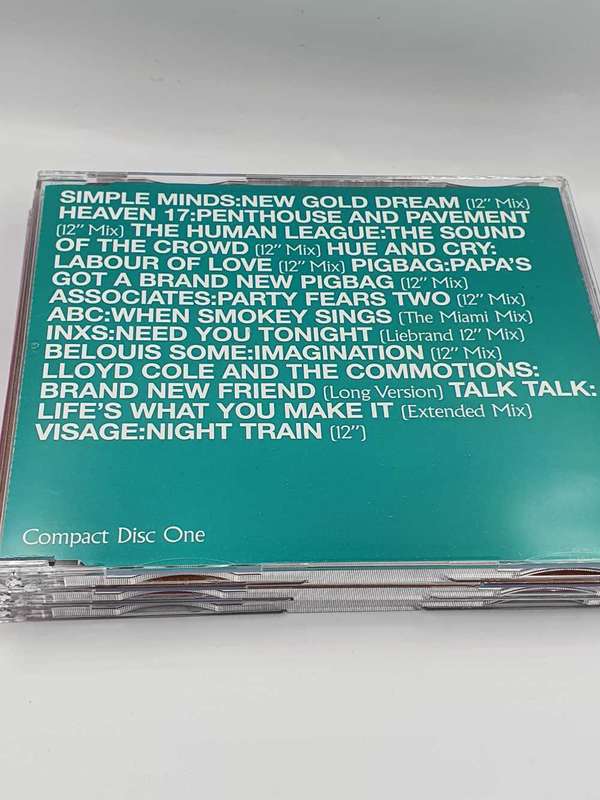 SIMPLE MINDS:NEW GOLD DREAM (12" Mix)
HEAVEN 17:PENTHOUSE AND PAVEMENT
(12" Mix) THE HUMAN LEAGUE:THE SOUND
OF THE CROWD (12" Mix) HUE AND CRY:
LABOUR OF LOVE (12" Mix) PIGBAG:PAPA'S
GOT A BRAND NEW PIGBAG (12" Mix)
ASSOCIATES:PARTY FEARS TWO (12" Mix)
ABC:WHEN SMOKEY SINGS (The Miami Mix)
INXS:NEED YOU TONIGHT (Liebrand 12" Mix)
BELOUIS SOME:IMAGINATION (12" Mix)
LLOYD COLE AND THE COMMOTIONS:
BRAND NEW FRIEND (Long Version) TALK TALK:
LIFE'S WHAT YOU MAKE IT (Extended Mix)
VISAGE:NIGHT TRAIN (12")
Compact Disc One